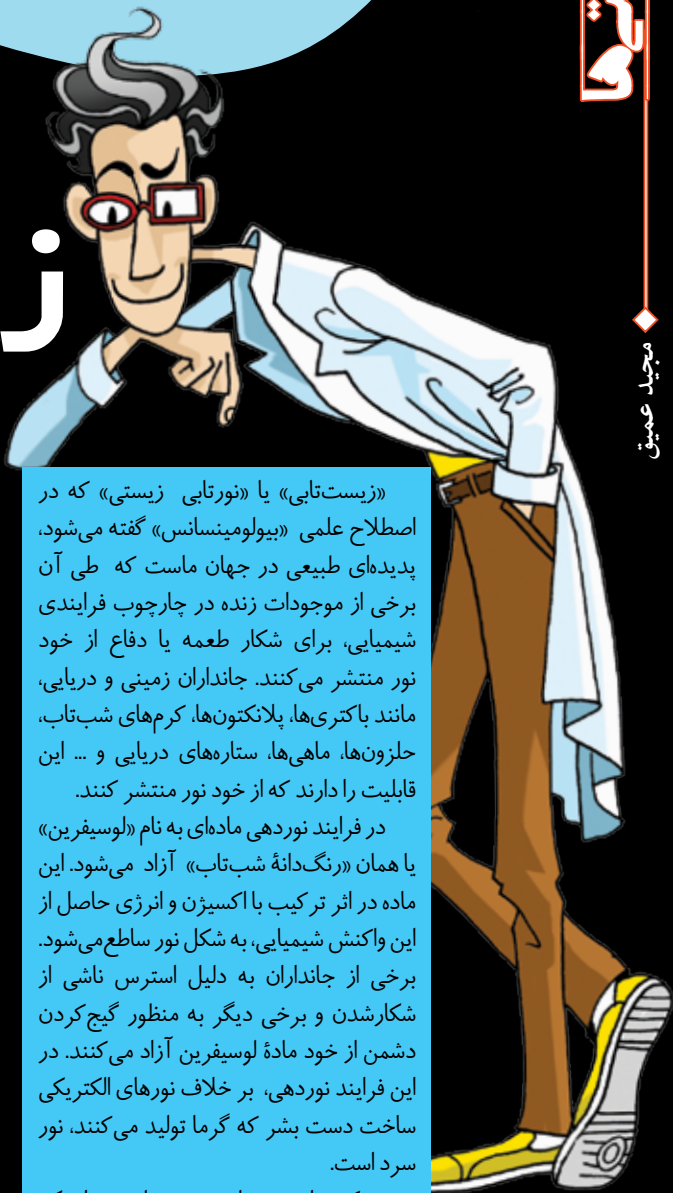 مجید عمیق
ز
«زیست‌تابی» یا «نورتابی زیستی» که در
اصطلاح علمی «بیولومینسانس» گفته می‌شود،
پدیده‌ای طبیعی در جهان ماست که طی آن
برخی از موجودات زنده در چارچوب فرایندی
شیمیایی، برای شکار طعمه یا دفاع از خود
نور منتشر می‌کنند. جانداران زمینی و دریایی،
مانند باکتری‌ها، پلانکتون‌ها، کرم‌های شب‌تاب،
حلزون‌ها، ماهی‌ها، ستاره‌های دریایی و ... این
قابلیت را دارند که از خود نور منتشر کنند.
در فرایند نوردهی ماده‌ای به نام «لوسیفرین»
یا همان «رنگ‌دانهٔ شب‌تاب» آزاد می‌شود. این
ماده در اثر ترکیب با اکسیژن و انرژی حاصل از
این واکنش شیمیایی، به شکل نور ساطع می‌شود.
برخی از جانداران به دلیل استرس ناشی از
شکارشدن و برخی دیگر به منظور گیج‌کردن
دشمن از خود مادهٔ لوسیفرین آزاد می‌کنند. در
این فرایند نوردهی، بر خلاف نورهای الکتریکی
ساخت دست بشر که گرما تولید می‌کنند، نور
سرد است.